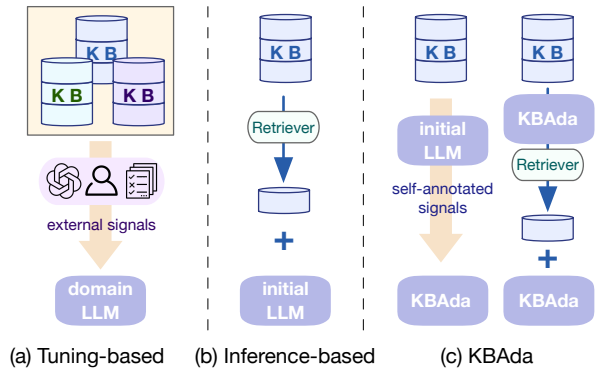 K B
K B
K B
external signals
domain
LLM
(a) Tuning-based
K B
Retriever
+
initial
LLM
(b) Inference-based
K B
initial
LLM
self-annotated
signals
KBAda
K B
KBAda
Retriever
+
KBAda
(c) KBAda